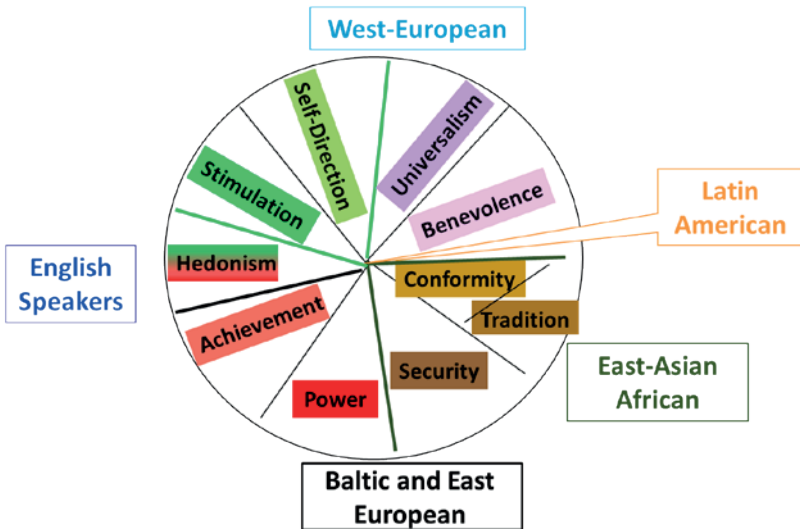 West-European
Self-Direction
Universalism
Stimulation
Benevolence
Latin
American
Hedonism
English
Speakers
Conformity
Achievement
Tradition
Security
East-Asian
African
Power
Baltic and East
European